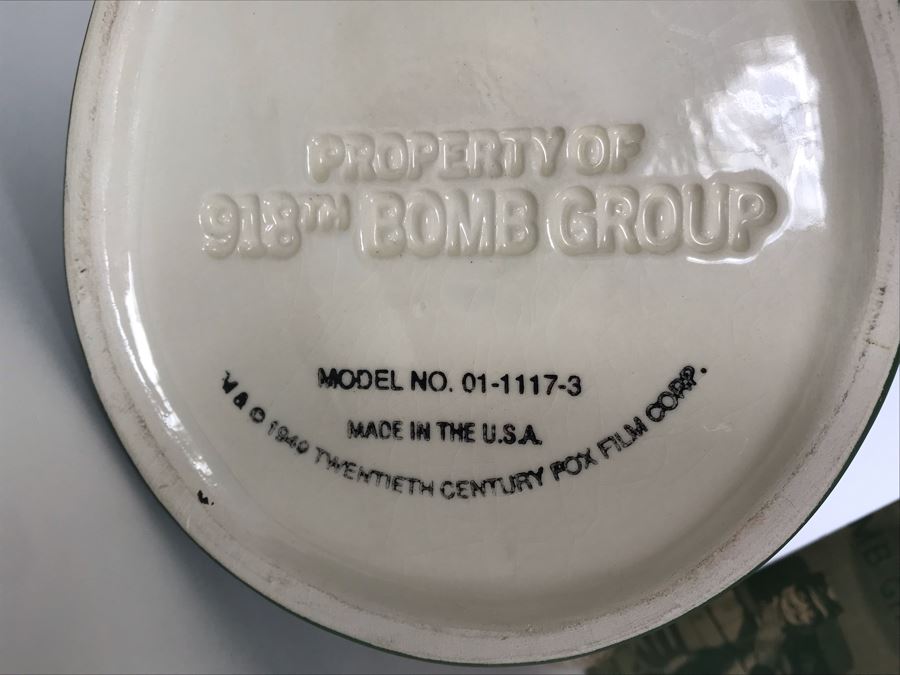 PROPERTY OF
918TH BOMB GROUP
MODEL NO. 01-1117-3
MADE IN THE U.S.A.
& © 1949 TWENTIETH CENTURY FOX FILM CORP.